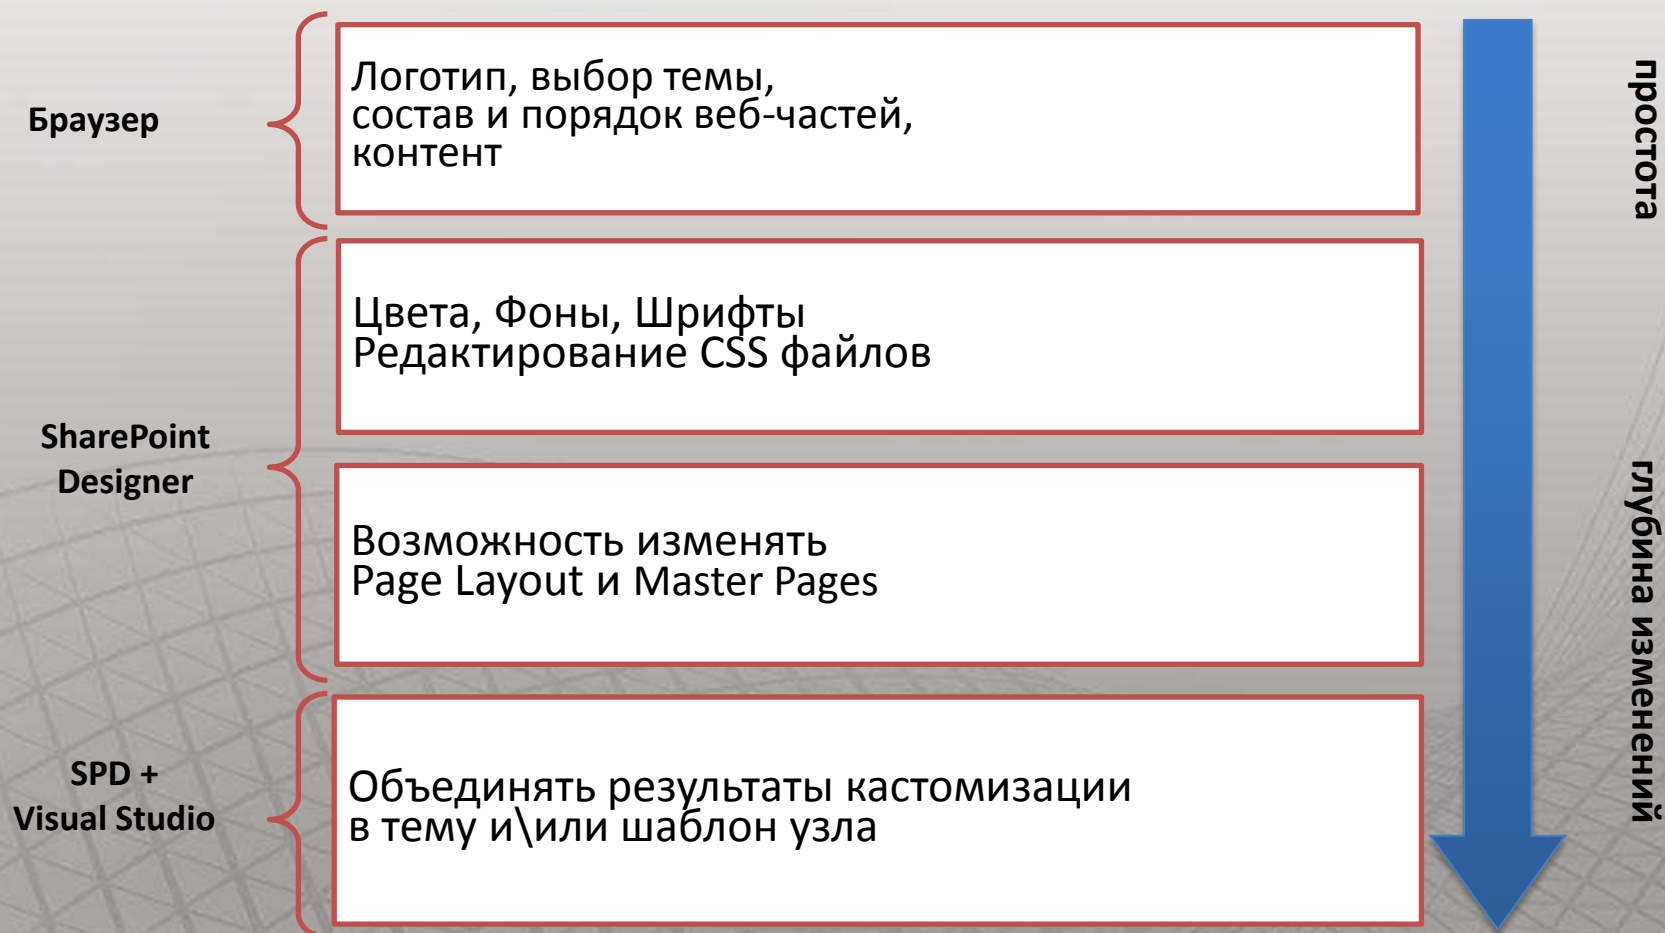 Браузер
Логотип, выбор темы,
состав и порядок веб-частей,
контент
простота
SharePoint
Designer
Цвета, Фоны, Шрифты
Редактирование CSS файлов
Возможность изменять
Page Layout и Master Pages
глубина изменений
SPD +
Visual Studio
Объединять результаты кастомизации
в тему и\или шаблон узла